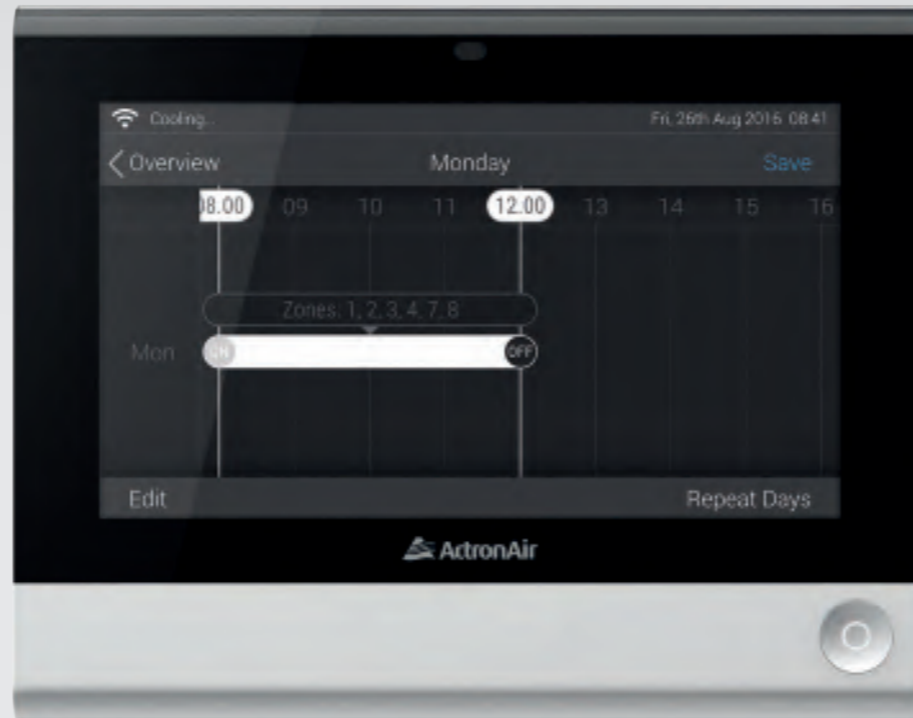 Cooling... Fri, 26th Aug 2016 08:41
Overview Monday Save
08.00 09 10 11 12.00 13 14 15 16
Zones: 1, 2, 3, 4, 7, 8
Mon ON OFF
Edit Repeat Days
ActronAir